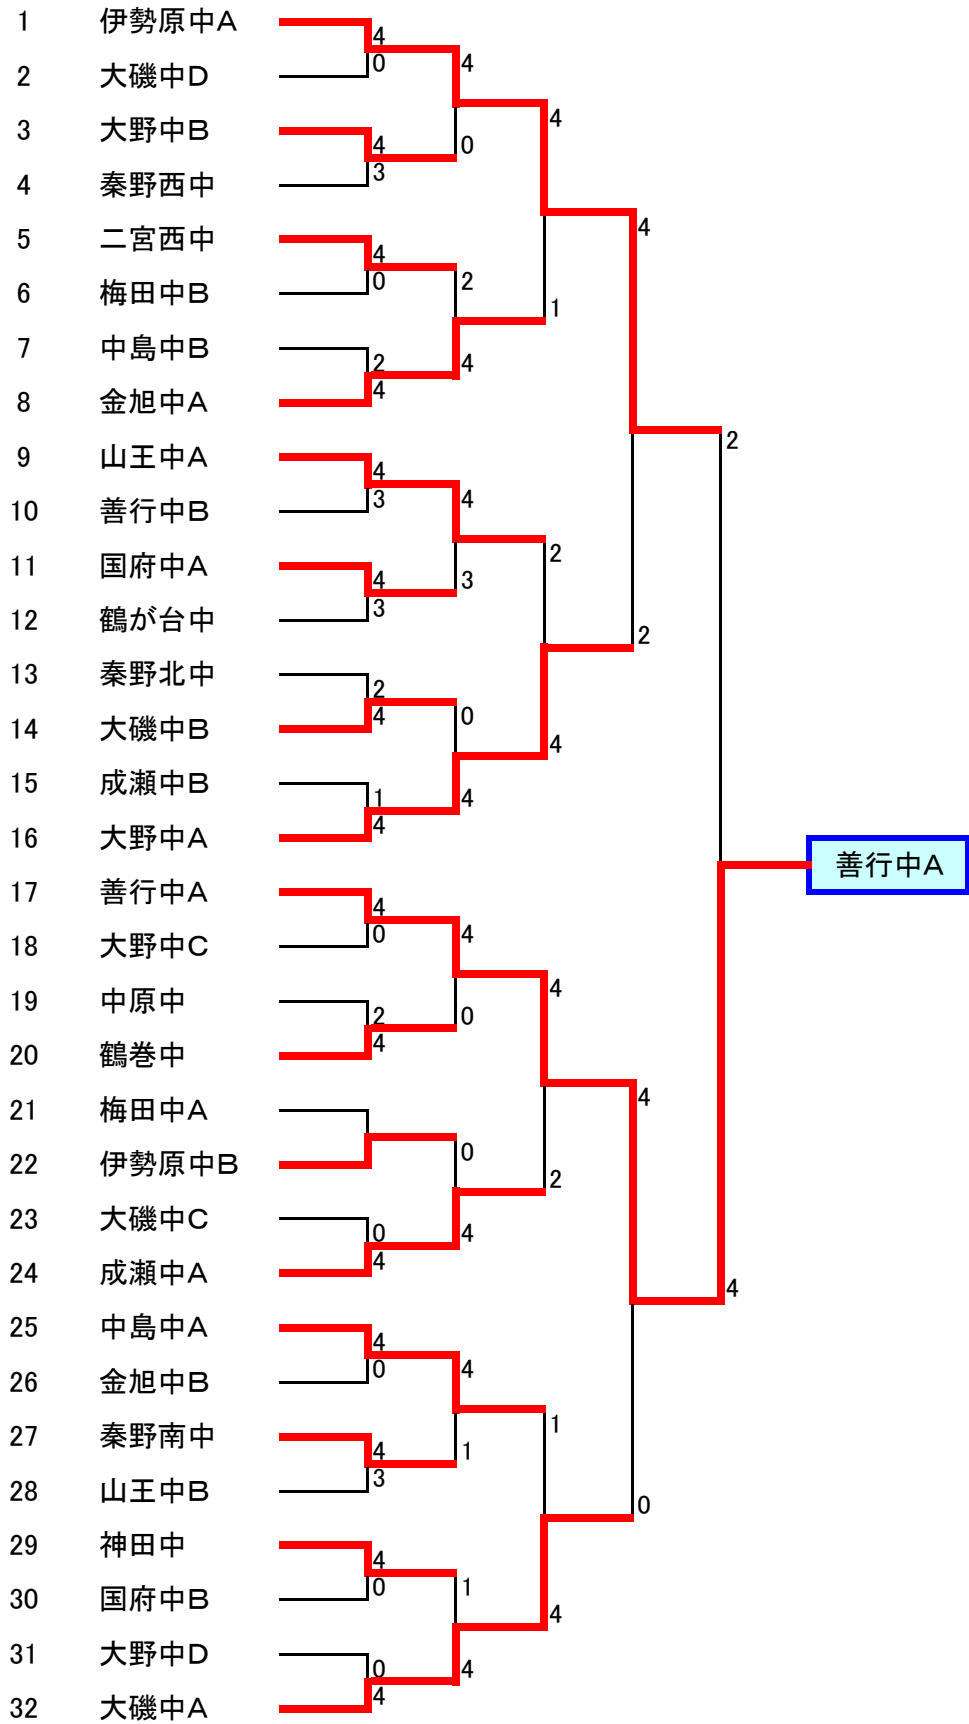 1 伊勢原中A
4
0
2 大磯中D
4
4
3 大野中B
4
0
3
4 秦野西中
4
5 二宮西中
4
0
2
6 梅田中B
1
7 中島中B
2
4
4
8 金旭中A
2
9 山王中A
4
3
4
10 善行中B
2
11 国府中A
4
3
3
12 鶴が台中
2
13 秦野北中
2
4
0
14 大磯中B
4
15 成瀬中B
1
4
4
16 大野中A
善行中A
17 善行中A
4
0
4
18 大野中C
4
19 中原中
2
4
0
20 鶴巻中
4
21 梅田中A
0
22 伊勢原中B
2
23 大磯中C
0
4
4
24 成瀬中A
4
25 中島中A
4
0
4
26 金旭中B
1
27 秦野南中
4
3
1
28 山王中B
0
29 神田中
4
0
1
30 国府中B
4
31 大野中D
0
4
4
32 大磯中A